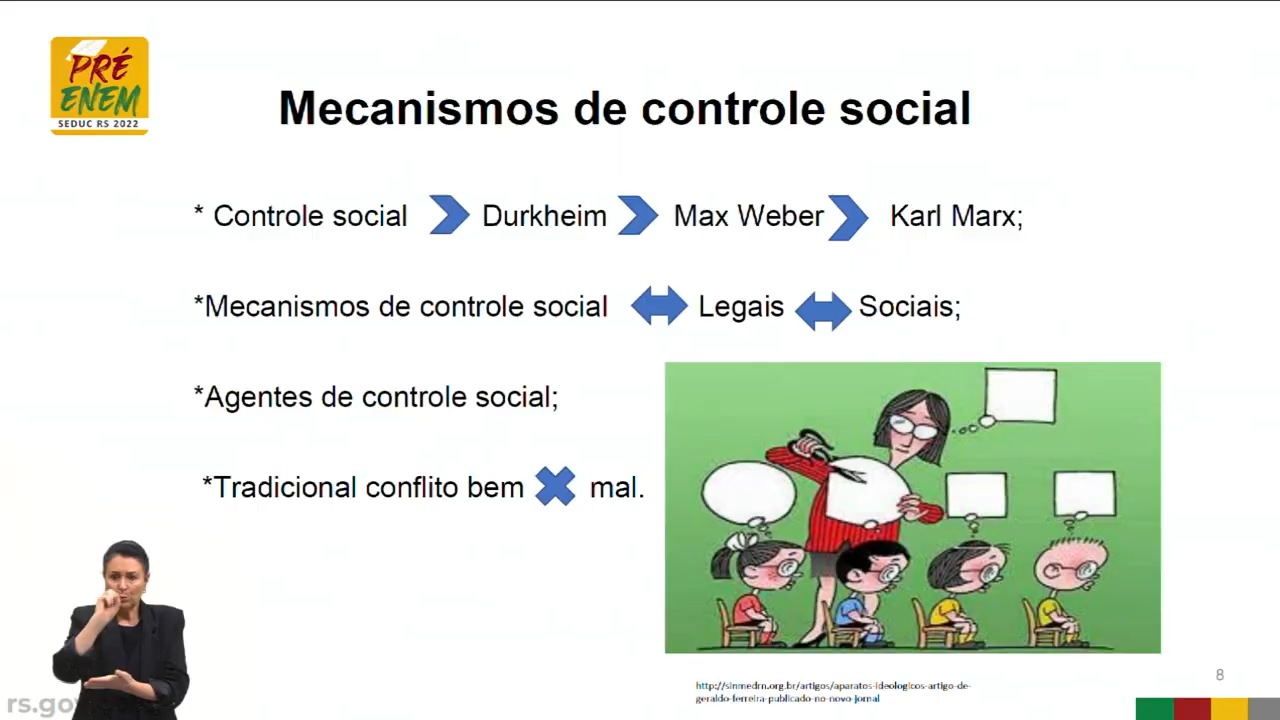 PRÉ
ENEM
SEDUC RS 2022
Mecanismos de controle social
* Controle social Durkheim Max Weber Karl Marx;
*Mecanismos de controle social Legais Sociais;
*Agentes de controle social;
*Tradicional conflito bem mal.
http://sinmedrn.org.br/artigos/aparatos-ideologicos-artigo-de-
geraldo-ferreira-publicado-no-novo-jornal
8